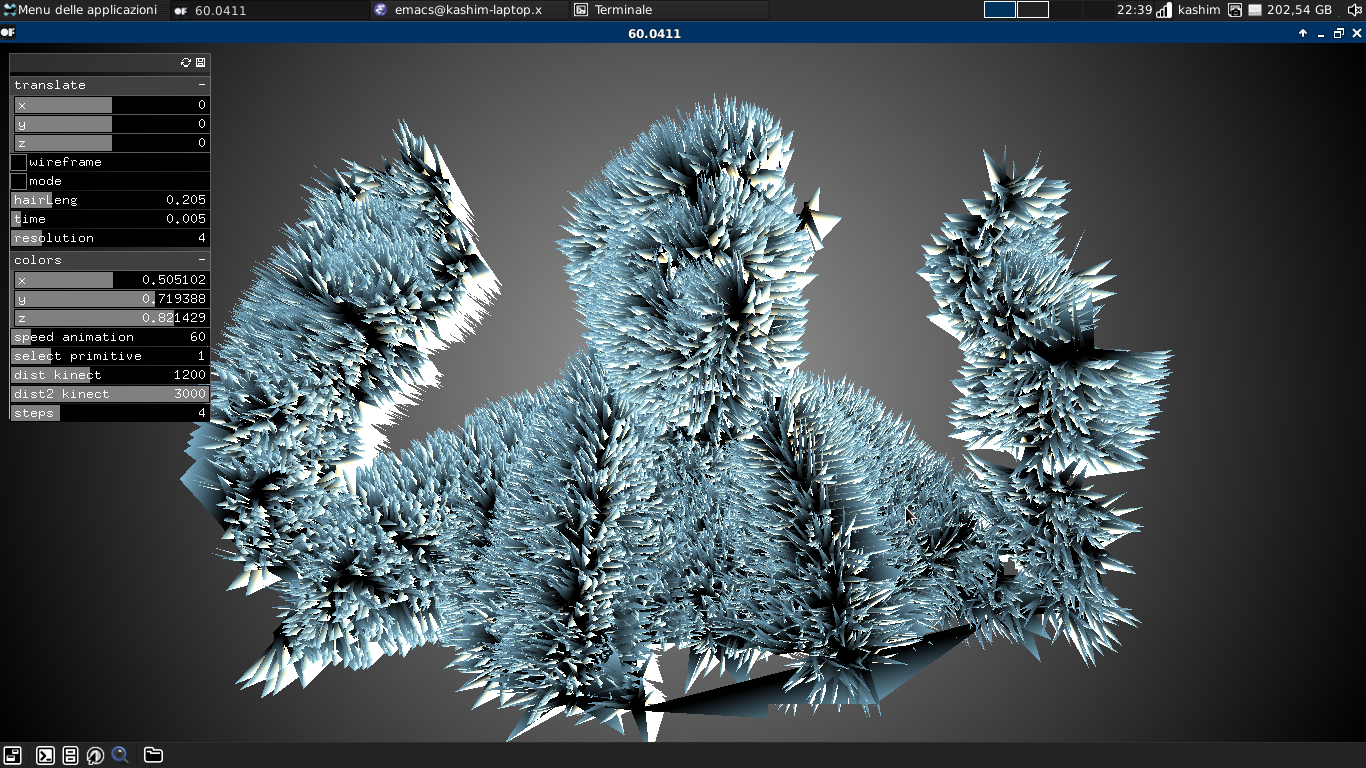 Menu delle applicazioni 60.0411 emacs@kashim-laptop.x Terminale 22:39 kashim 202,54 GB
60.0411
translate
x 0
y 0
z 0
wireframe
mode
hairLeng 0.205
time 0.005
resolution 4
colors
x 0.505102
y 0.719388
z 0.821429
speed animation 60
select primitive 1
dist kinect 1200
dist2 kinect 3000
steps 4